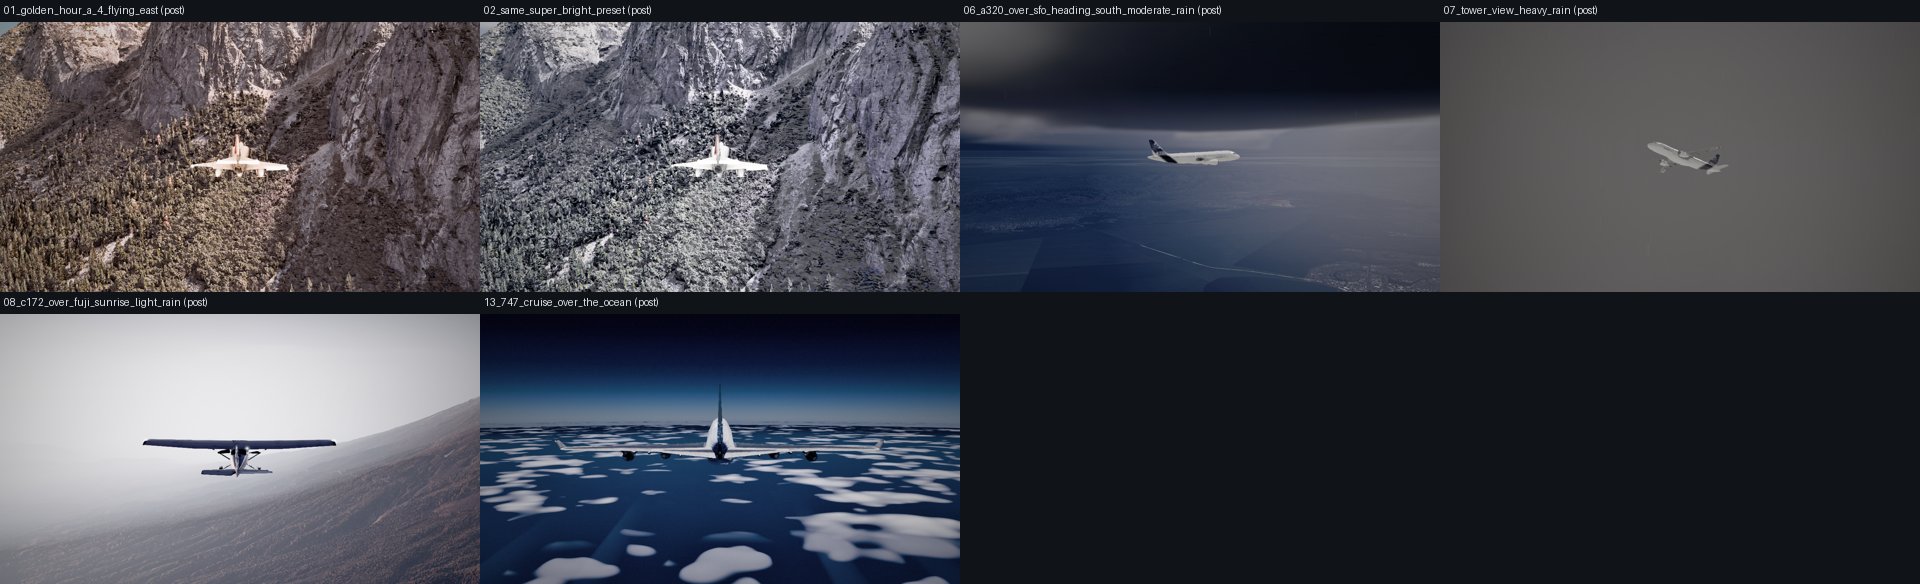 01_golden_hour_a_4_flying_east (post)
02_same_super_bright_preset (post)
06_a320_over_sfo_heading_south_moderate_rain (post)
07_tower_view_heavy_rain (post)
08_c172_over_fuji_sunrise_light_rain (post)
13_747_cruise_over_the_ocean (post)